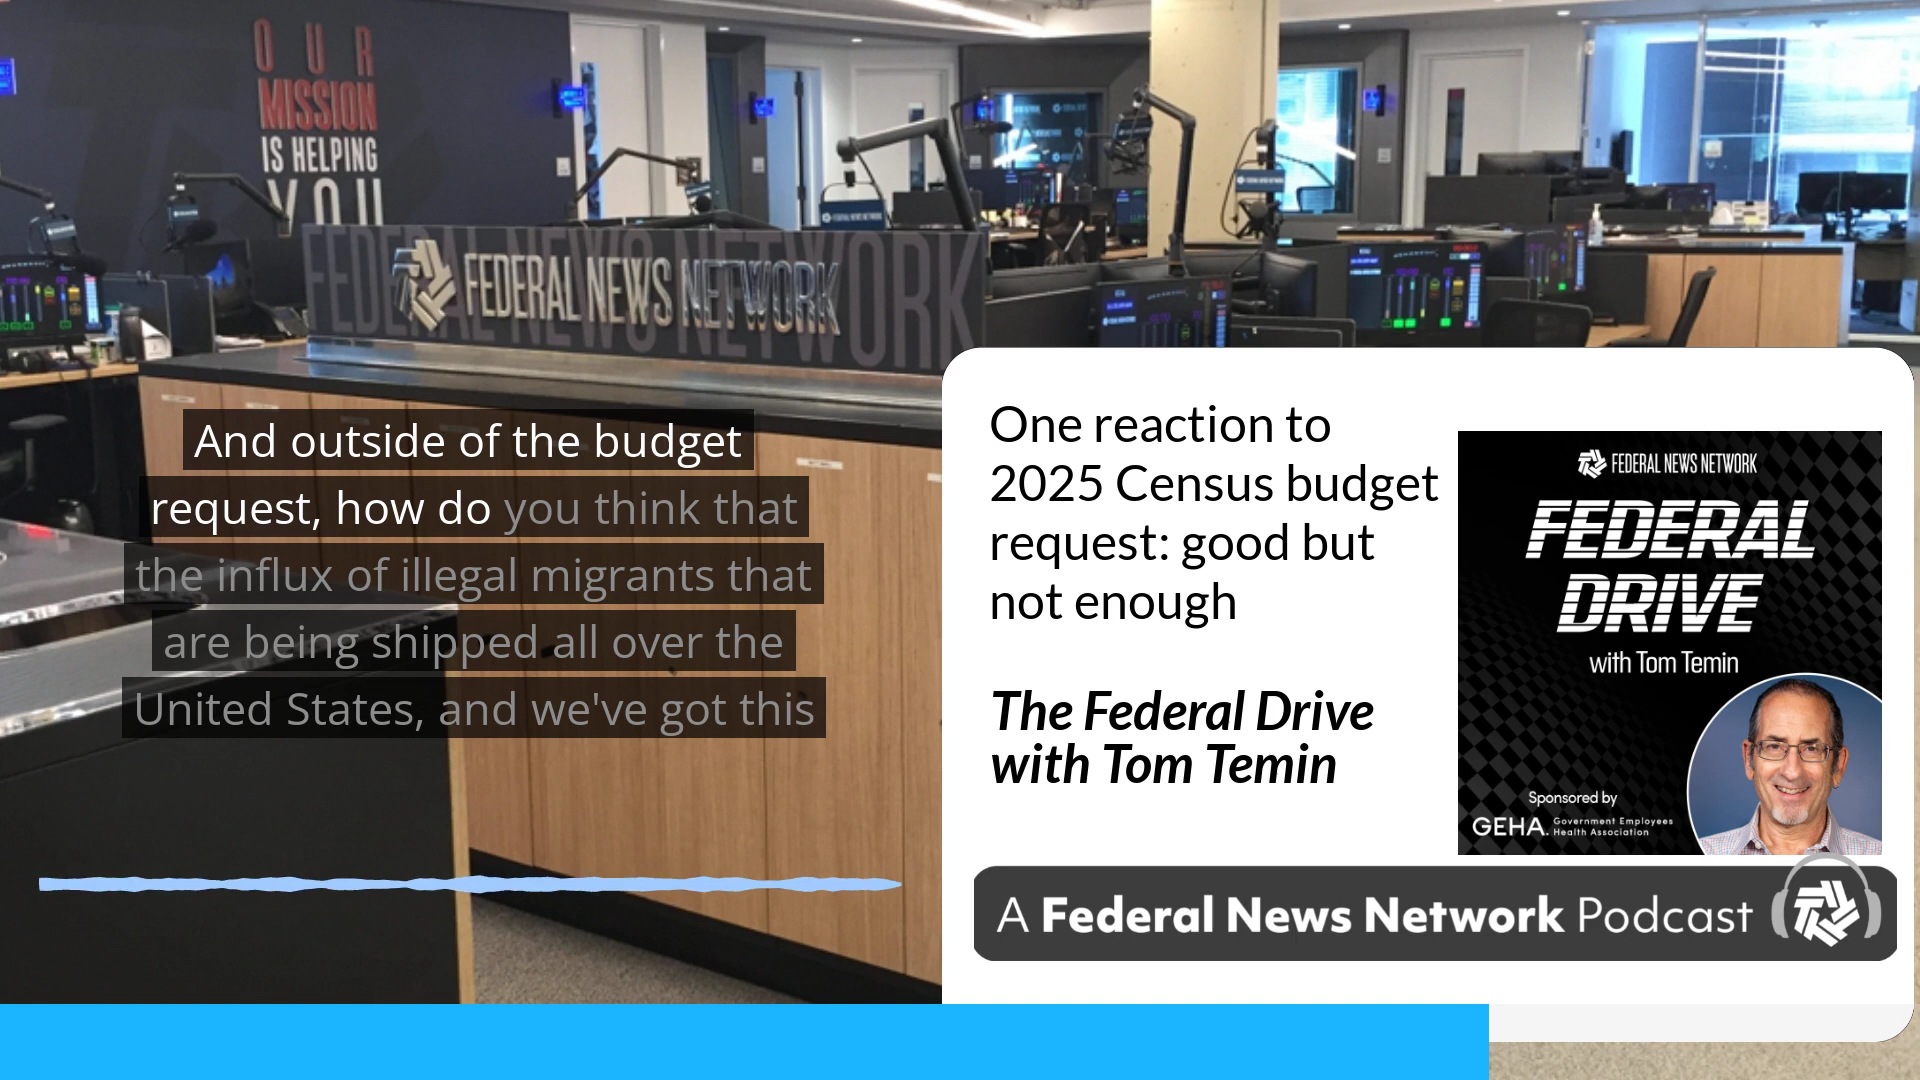 OUR
MISSION
IS HELPING
YOU
FEDERAL NEWS NETWORK
And outside of the budget
request, how do you think that
the influx of illegal migrants that
are being shipped all over the
United States, and we've got this
One reaction to
2025 Census budget
request: good but
not enough
The Federal Drive
with Tom Temin
FEDERAL NEWS NETWORK
FEDERAL
DRIVE
with Tom Temin
Sponsored by
GEHA. Government Employees
Health Association
A Federal News Network Podcast